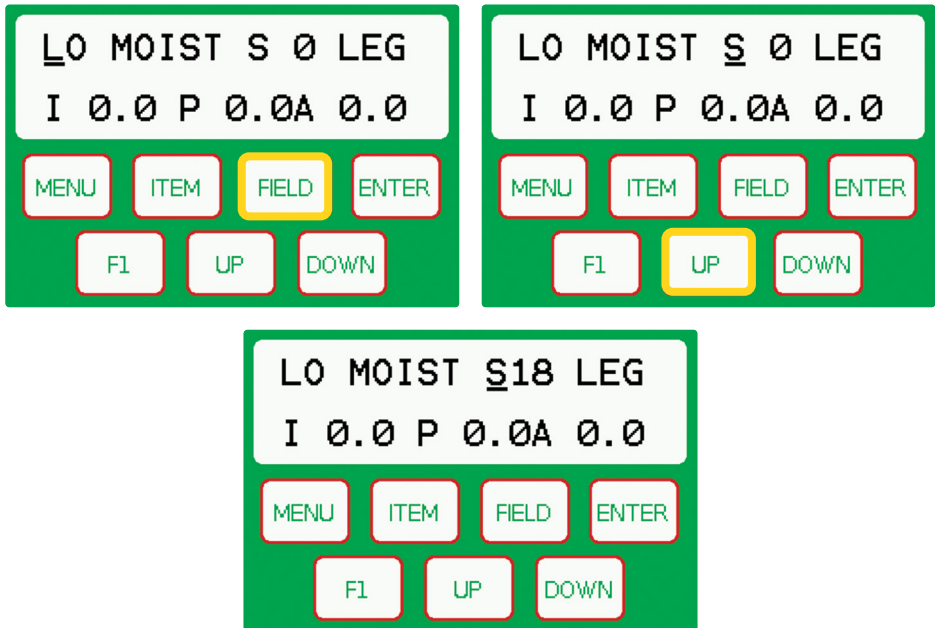 LO MOIST S 0 LEG
I 0.0 P 0.0A 0.0
MENU ITEM FIELD ENTER
F1 UP DOWN
LO MOIST S 0 LEG
I 0.0 P 0.0A 0.0
MENU ITEM FIELD ENTER
F1 UP DOWN
LO MOIST S18 LEG
I 0.0 P 0.0A 0.0
MENU ITEM FIELD ENTER
F1 UP DOWN